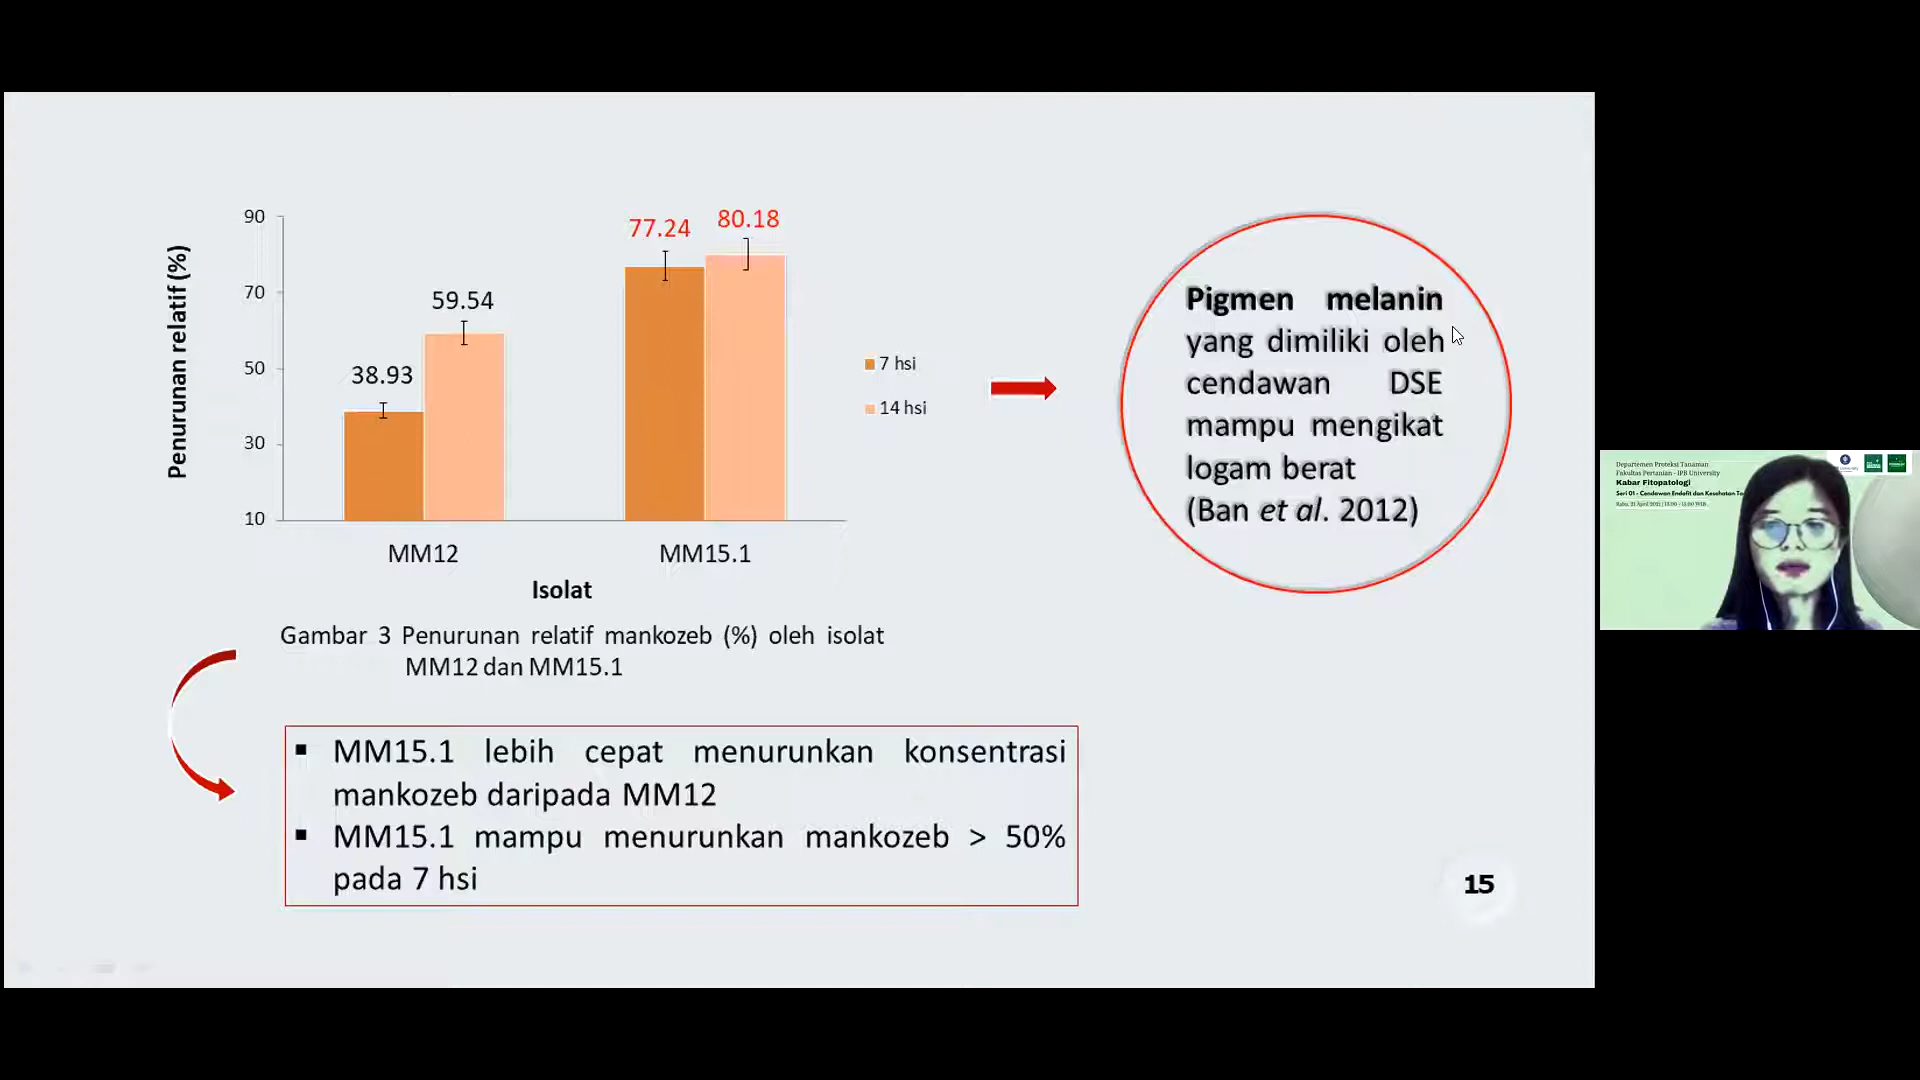 90
70
50
30
10
Penurunan relatif (%)
38.93
59.54
77.24
80.18
7 hsi
14 hsi
MM12
MM15.1
Isolat
Gambar 3 Penurunan relatif mankozeb (%) oleh isolat
MM12 dan MM15.1
Pigmen melanin
yang dimiliki oleh
cendawan DSE
mampu mengikat
logam berat
(Ban et al. 2012)
▪ MM15.1 lebih cepat menurunkan konsentrasi
mankozeb daripada MM12
▪ MM15.1 mampu menurunkan mankozeb > 50%
pada 7 hsi
15
Departemen Proteksi Tanaman
Fakultas Pertanian - IPB University
Kabar Fitopatologi
Seri 01 - Cendawan Endofit dan Kesehatan